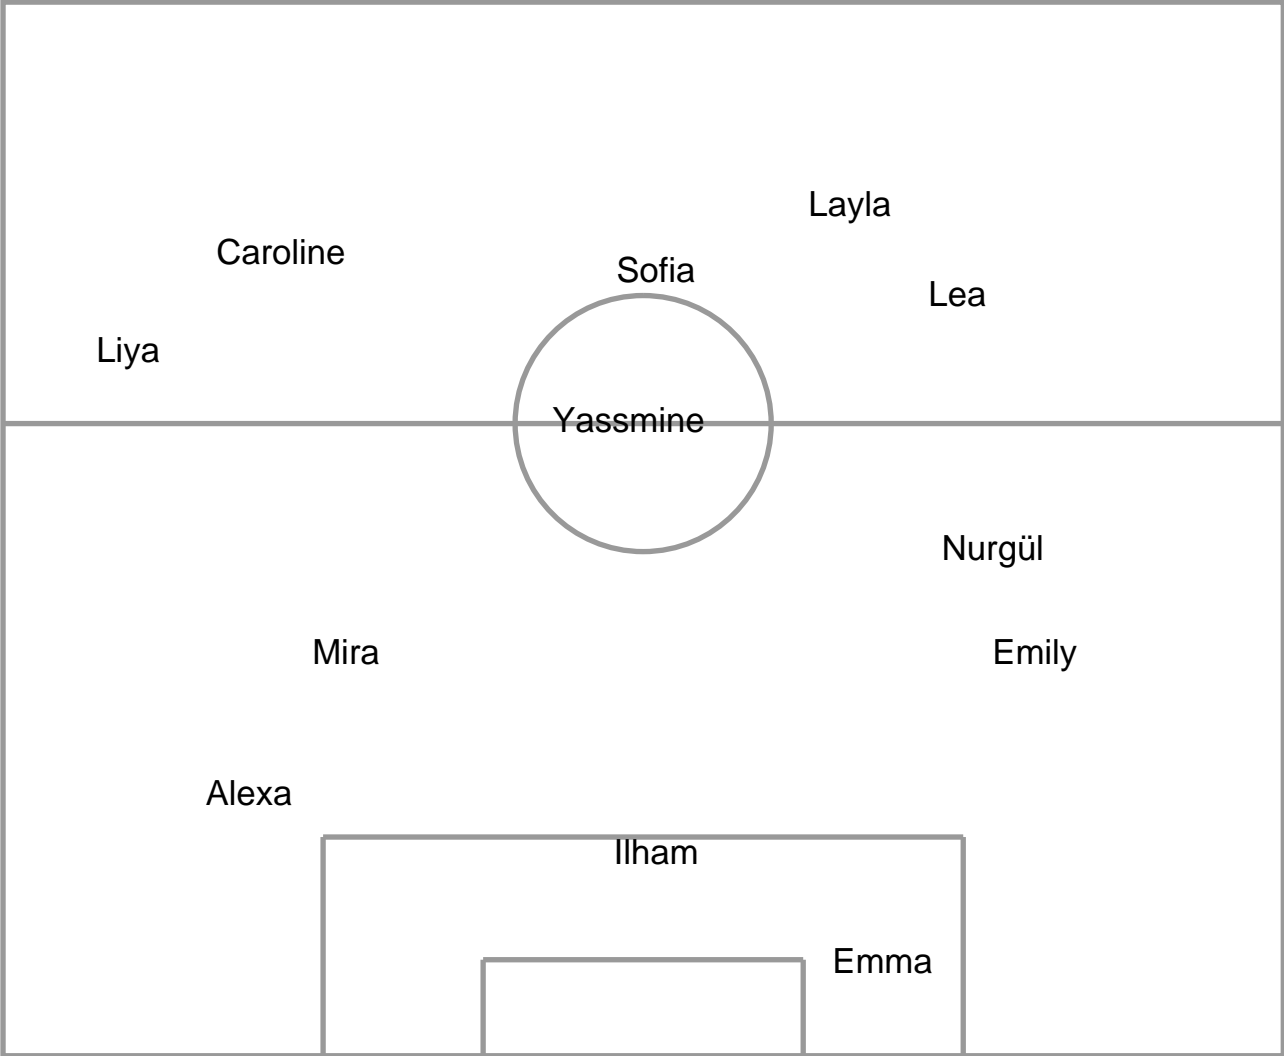 Layla
Caroline
Sofia
Lea
Liya
Yassmine
Nurgül
Mira
Emily
Alexa
Ilham
Emma